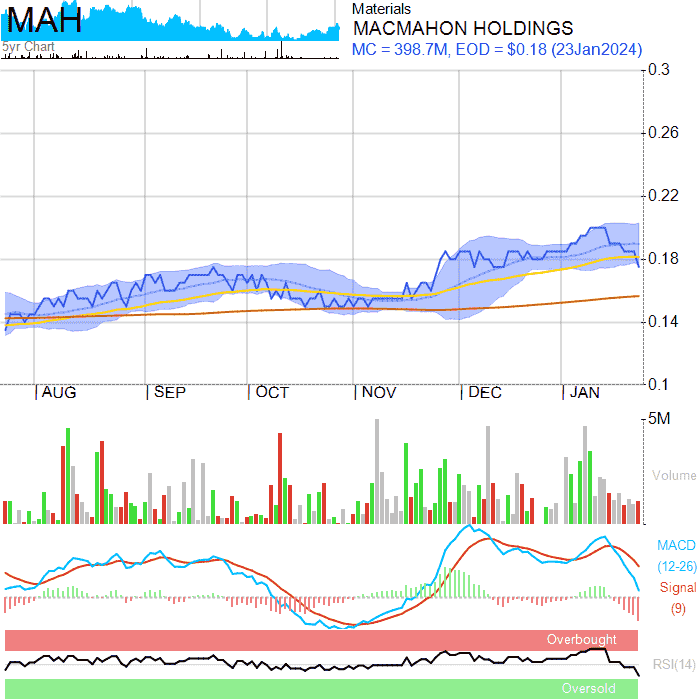 MAH
5yr Chart
Materials
MACMAHON HOLDINGS
MC = 398.7M, EOD = $0.18 (23Jan2024)
0.3
0.26
0.22
0.18
0.14
0.1
AUG
SEP
OCT
NOV
DEC
JAN
5M
Volume
MACD
(12-26)
Signal
(9)
Overbought
RSI(14)
Oversold